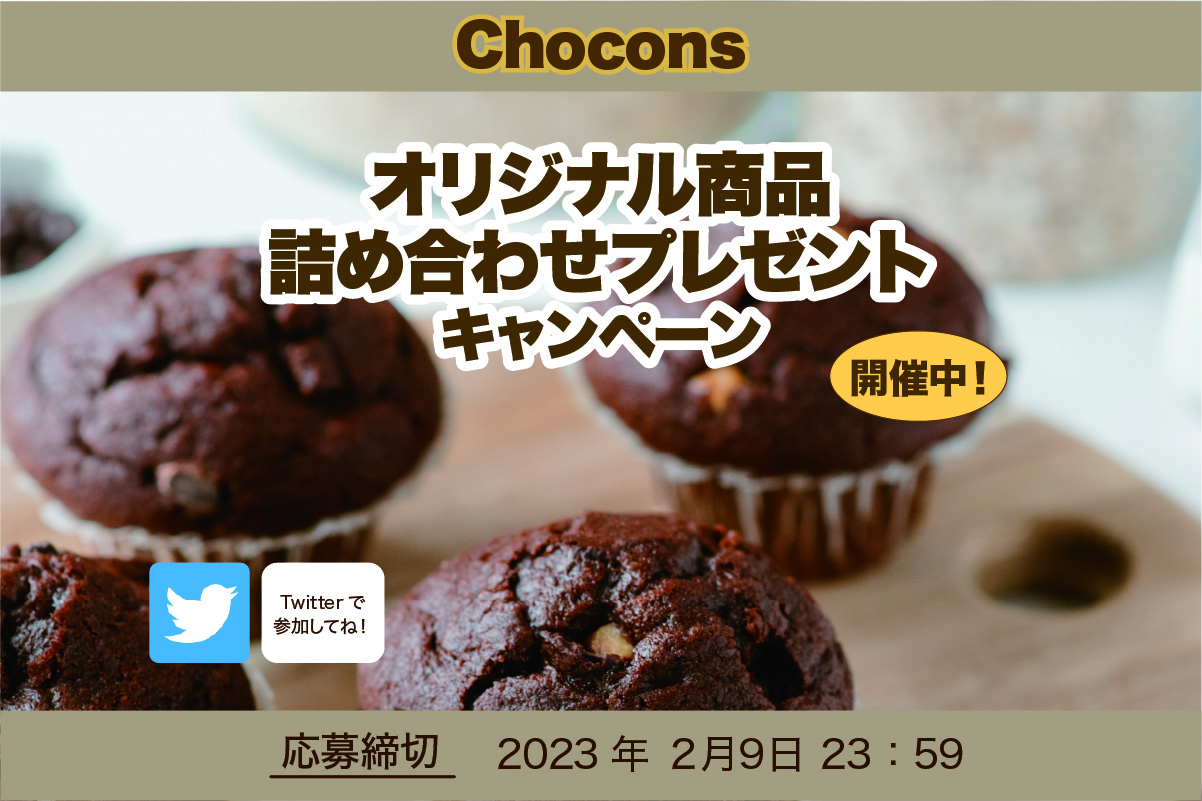 Chocons
オリジナル商品
詰め合わせプレゼント
キャンペーン
開催中！
Twitter で
参加してね！
応募締切 2023 年 2月9日 23：59